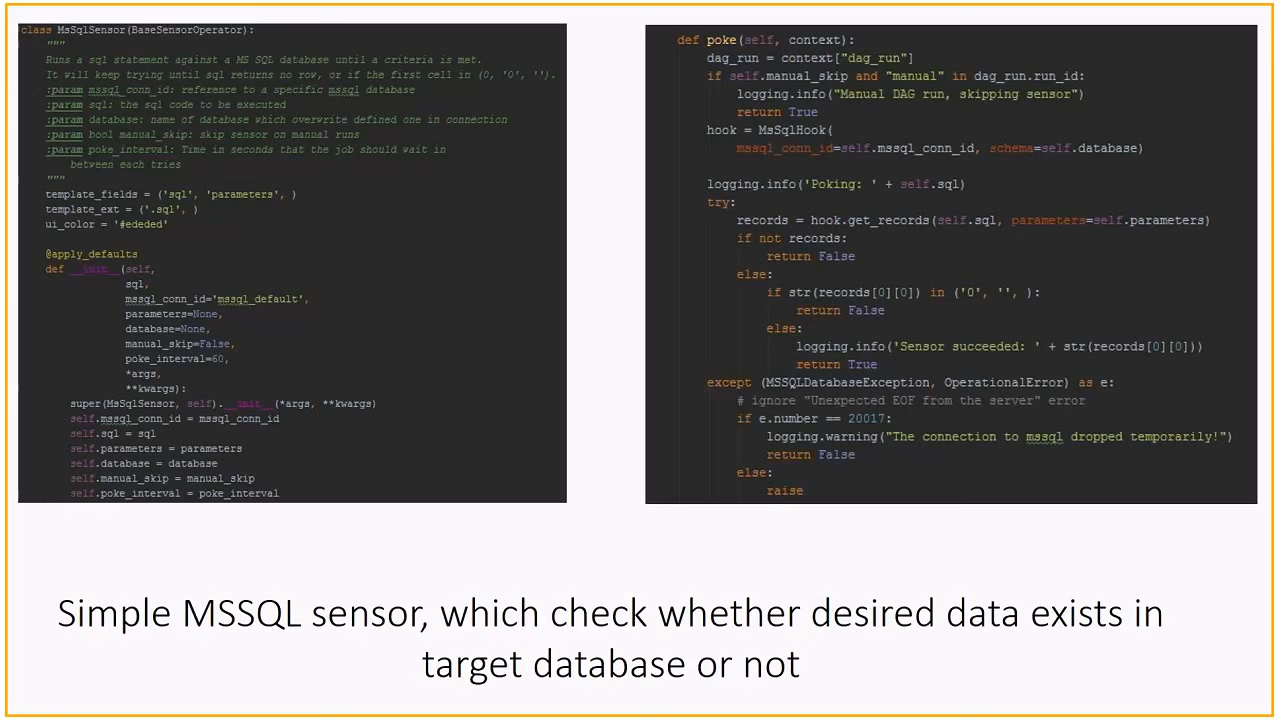 class MsSqlSensor(BaseSensorOperator):
"""
Runs a sql statement against a MS SQL database until a criteria is met.
It will keep trying until sql returns no row, or if the first cell in (0, '0', '').
:param mssql_conn_id: reference to a specific mssql database
:param sql: the sql code to be executed
:param database: name of database which overwrite defined one in connection
:param bool manual_skip: skip sensor on manual runs
:param poke_interval: Time in seconds that the job should wait in
between each tries
"""
template_fields = ('sql', 'parameters', )
template_ext = ('.sql', )
ui_color = '#ededed'
@apply_defaults
def __init__(self,
sql,
mssql_conn_id='mssql_default',
parameters=None,
database=None,
manual_skip=False,
poke_interval=60,
*args,
**kwargs):
super(MsSqlSensor, self).__init__(*args, **kwargs)
self.mssql_conn_id = mssql_conn_id
self.sql = sql
self.parameters = parameters
self.database = database
self.manual_skip = manual_skip
self.poke_interval = poke_interval
def poke(self, context):
dag_run = context["dag_run"]
if self.manual_skip and "manual" in dag_run.run_id:
logging.info("Manual DAG run, skipping sensor")
return True
hook = MsSqlHook(
mssql_conn_id=self.mssql_conn_id, schema=self.database)
logging.info('Poking: ' + self.sql)
try:
records = hook.get_records(self.sql, parameters=self.parameters)
if not records:
return False
else:
if str(records[0][0]) in ('0', '', ):
return False
else:
logging.info('Sensor succeeded: ' + str(records[0][0]))
return True
except (MSSQLDatabaseException, OperationalError) as e:
# ignore "Unexpected EOF from the server" error
if e.number == 20017:
logging.warning("The connection to mssql dropped temporarily!")
return False
else:
raise
Simple MSSQL sensor, which check whether desired data exists in
target database or not